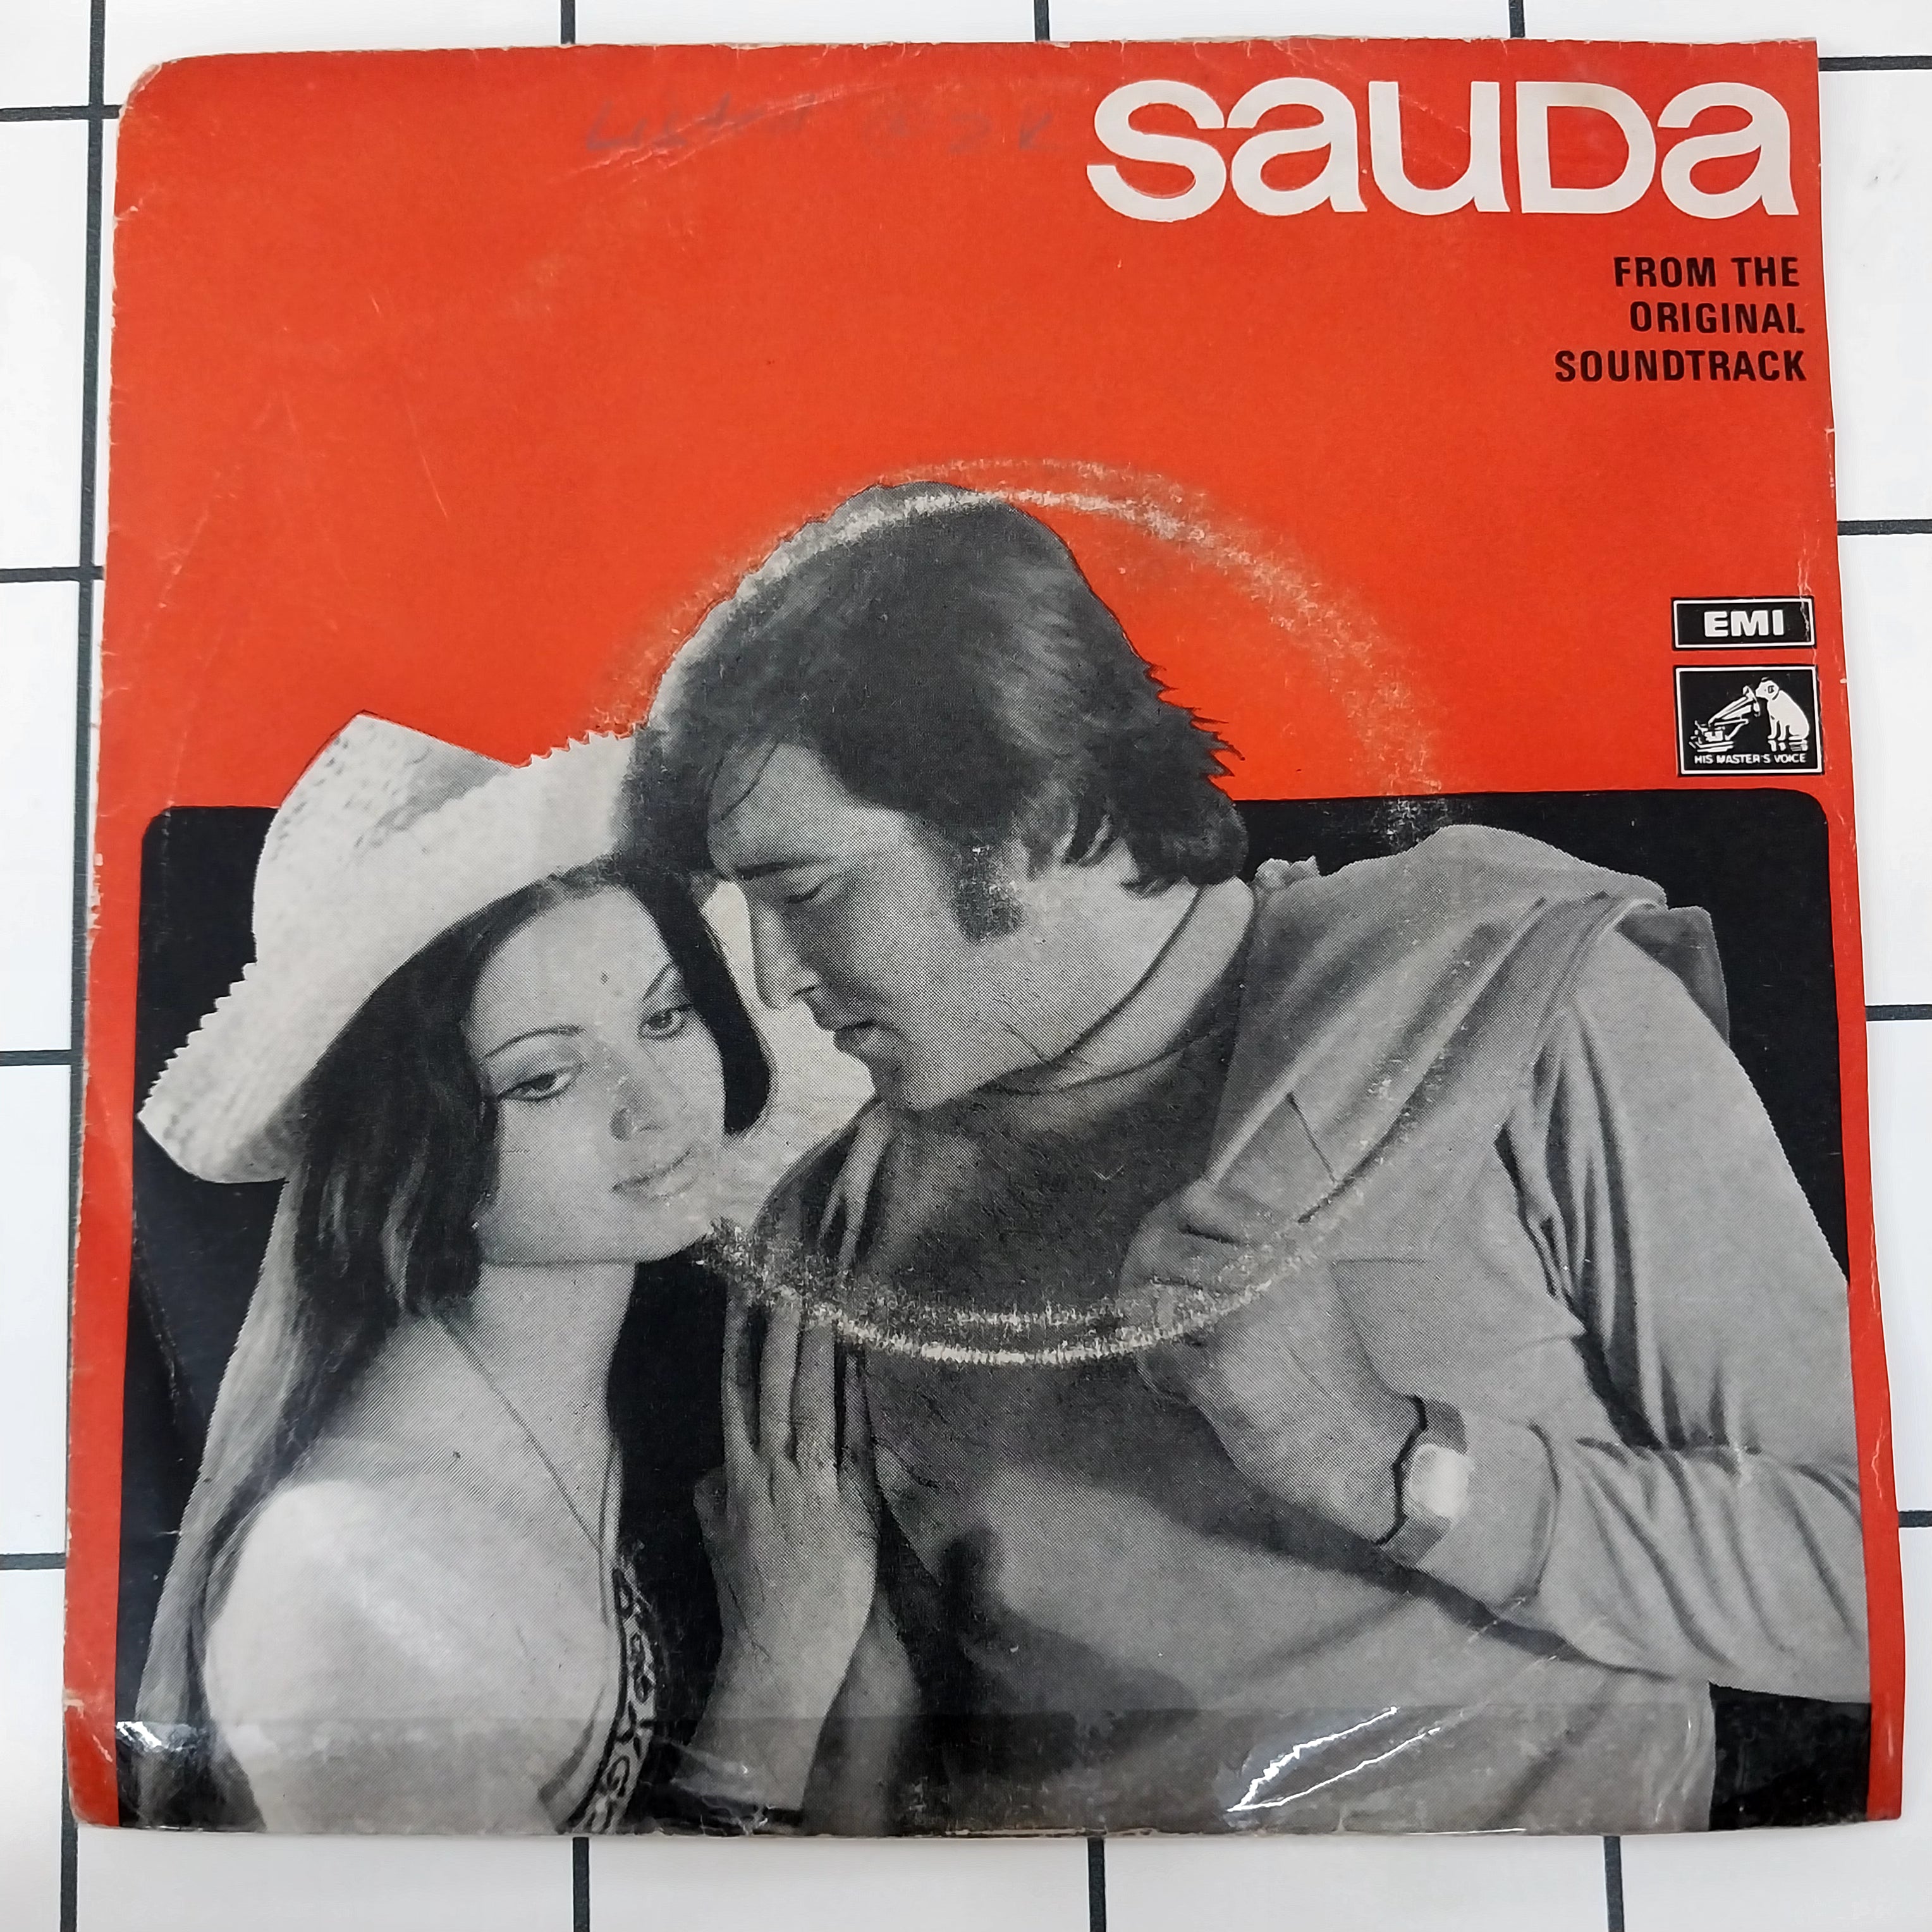 sauDa
FROM THE
ORIGINAL
SOUNDTRACK
EMI
HIS MASTER'S VOICE